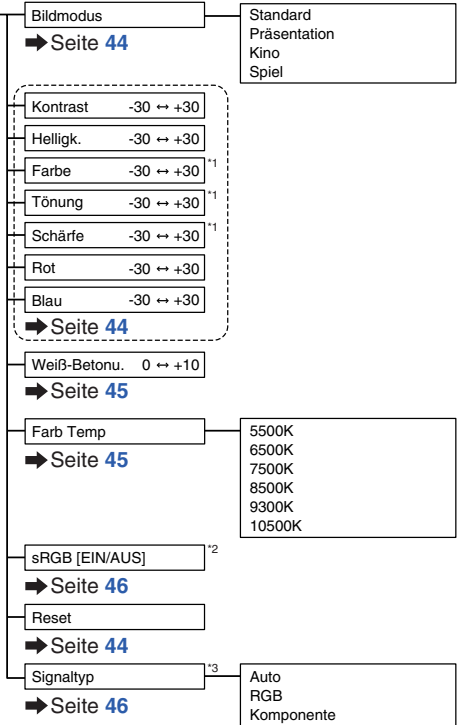 Bildmodus
Standard
Präsentation
Kino
Spiel
➡ Seite 44
Kontrast -30 ↔ +30
Helligk. -30 ↔ +30
Farbe -30 ↔ +30 *1
Tönung -30 ↔ +30 *1
Schärfe -30 ↔ +30 *1
Rot -30 ↔ +30
Blau -30 ↔ +30
➡ Seite 44
Weiß-Betonu. 0 ↔ +10
➡ Seite 45
Farb Temp
➡ Seite 45
5500K
6500K
7500K
8500K
9300K
10500K
sRGB [EIN/AUS] *2
➡ Seite 46
Reset
➡ Seite 44
Signaltyp *3
➡ Seite 46
Auto
RGB
Komponente